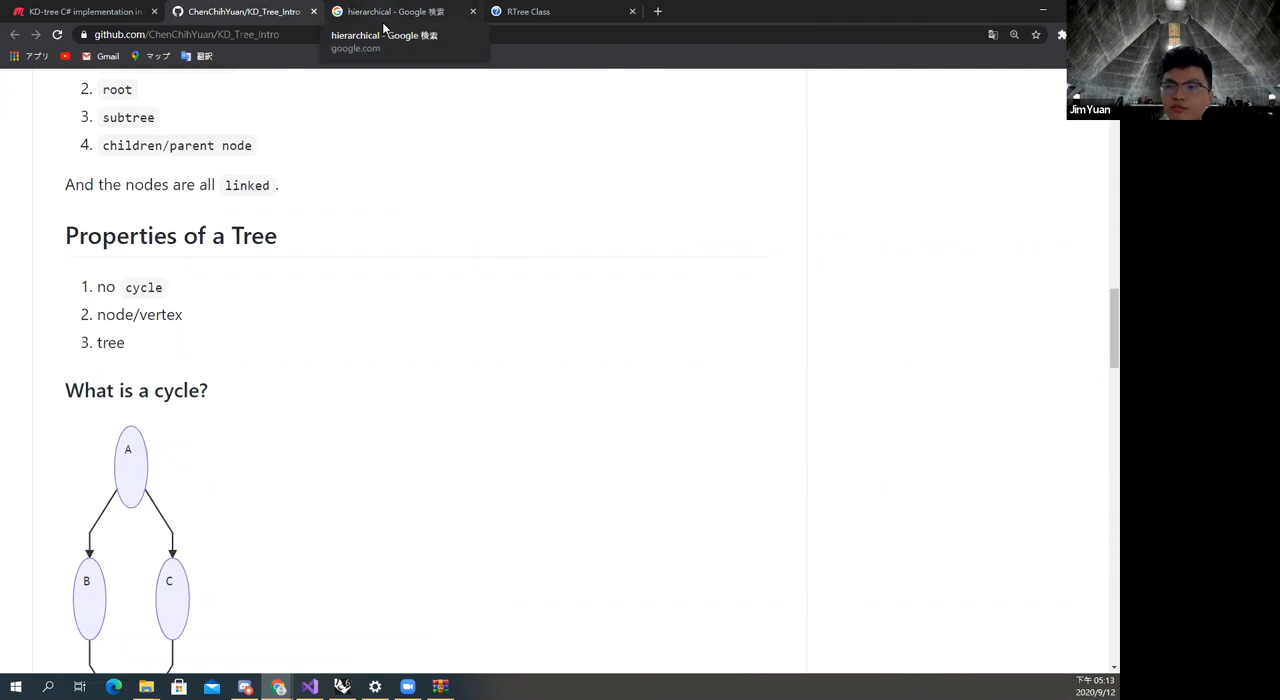 KD-tree C# implementation in
ChenChihYuan/KD_Tree_Intro:
hierarchical - Google 検索
RTree Class
github.com/ChenChihYuan/KD_Tree_Intro
hierarchical - Google 検索
google.com
アプリ
Gmail
マップ
翻訳
JimYuan
2. root
3. subtree
4. children/parent node
And the nodes are all linked.
Properties of a Tree
1. no cycle
2. node/vertex
3. tree
What is a cycle?
A
B
C
下午 05:13
2020/9/12